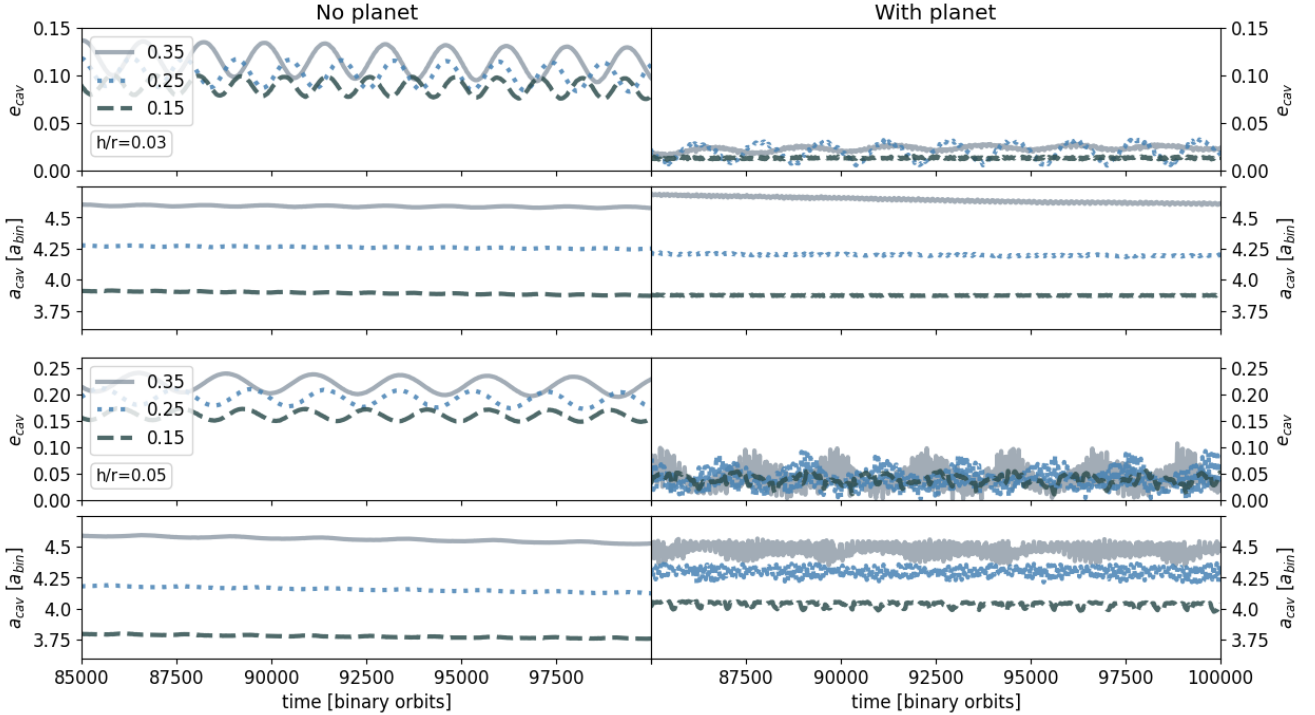 No planet With planet
0.15 0.15
0.35
0.10 0.25 0.10
e_cav e_cav
0.15
0.05 0.05
h/r=0.03
0.00 0.00
4.5 4.5
4.25 4.25
a_cav [a_bin] a_cav [a_bin]
4.0 4.0
3.75 3.75
0.25 0.25
0.35
0.20 0.20
0.25
0.15 0.15
e_cav e_cav
0.15
0.10 0.10
0.05 h/r=0.05 0.05
0.00 0.00
4.5 4.5
4.25 4.25
a_cav [a_bin] a_cav [a_bin]
4.0 4.0
3.75 3.75
85000 87500 90000 92500 95000 97500 87500 90000 92500 95000 97500 100000
time [binary orbits] time [binary orbits]